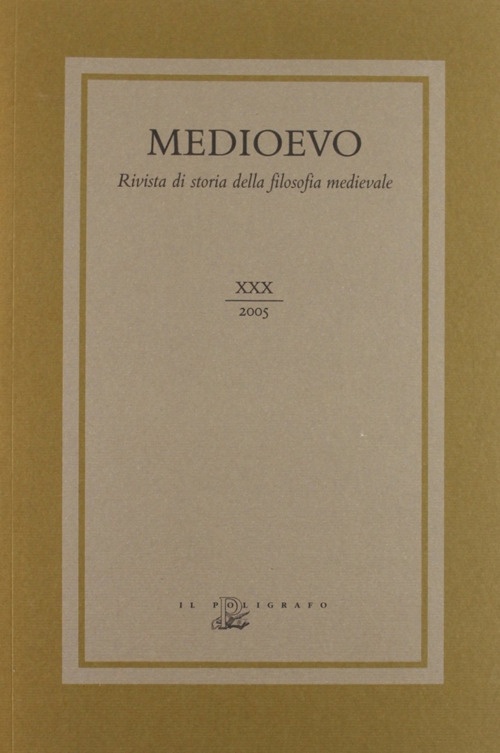 MEDIOEVO
Rivista di storia della filosofia medievale
XXX
2005
IL POLIGRAFO